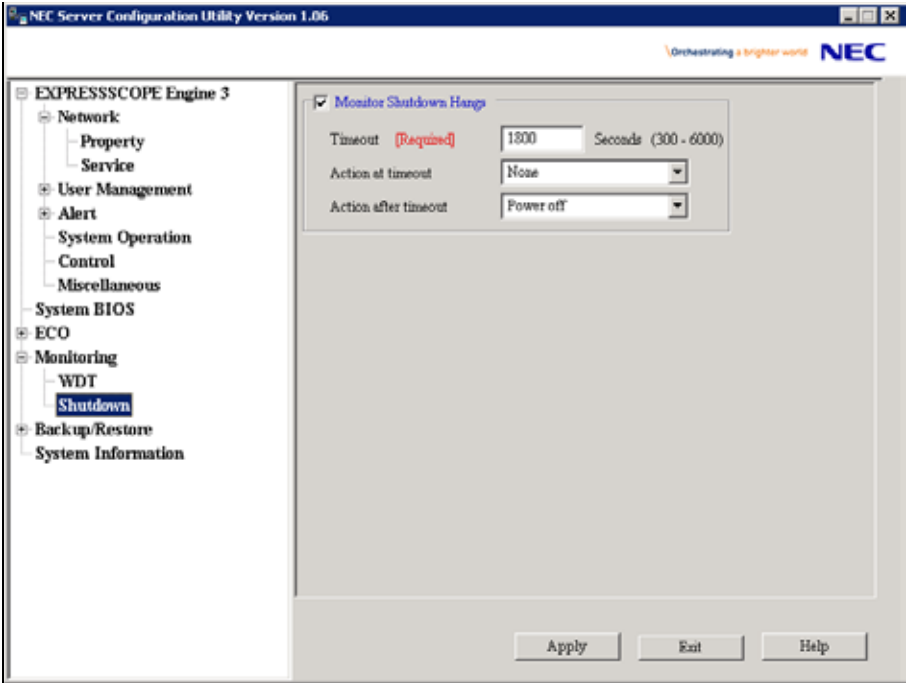 NEC Server Configuration Utility Version 1.06
\Orchestrating a brighter world NEC
EXPRESSSCOPE Engine 3
Network
Property
Service
User Management
Alert
System Operation
Control
Miscellaneous
System BIOS
ECO
Monitoring
WDT
Shutdown
Backup/Restore
System Information
Monitor Shutdown Hangs
Timeout [Required] 1800 Seconds (300 - 6000)
Action at timeout None
Action after timeout Power off
Apply Exit Help